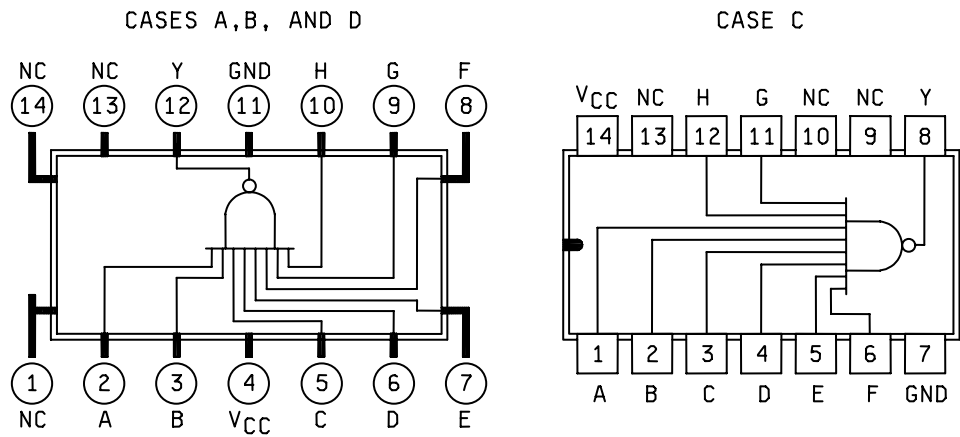 CASES A,B, AND D
NC NC Y GND H G F
14 13 12 11 10 9 8
1 2 3 4 5 6 7
NC A B VCC C D E
CASE C
VCC NC H G NC NC Y
14 13 12 11 10 9 8
1 2 3 4 5 6 7
A B C D E F GND